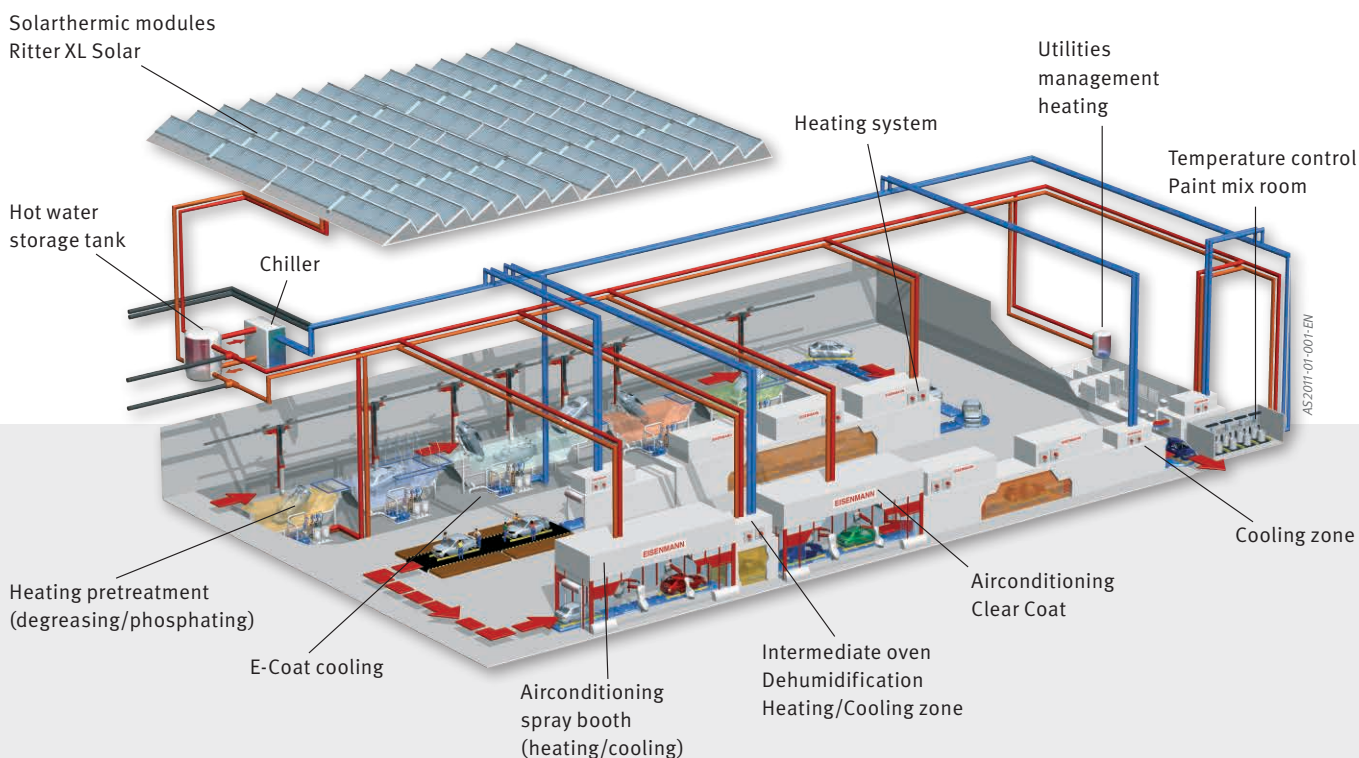 Solarthermic modules
Ritter XL Solar
Utilities
management
heating
Heating system
Temperature control
Paint mix room
Hot water
storage tank
Chiller
AS2011-01-001-EN
EISENMANN
EISENMANN
Cooling zone
Heating pretreatment
(degreasing/phosphating)
Airconditioning
Clear Coat
E-Coat cooling
Intermediate oven
Dehumidification
Heating/Cooling zone
Airconditioning
spray booth
(heating/cooling)